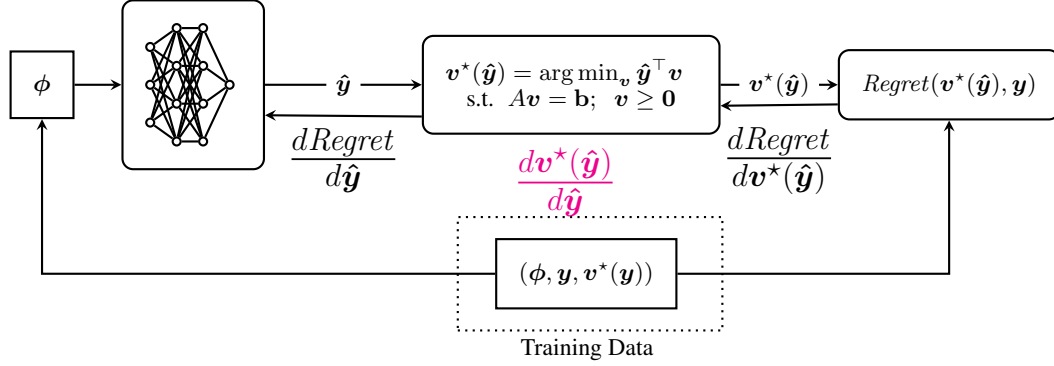 ϕ
ŷ
v⋆(ŷ) = arg min_v ŷ⊤v
s.t. Av = b; v ≥ 0
v⋆(ŷ)
Regret(v⋆(ŷ), y)
dRegret
dŷ
dv⋆(ŷ)
dŷ
dRegret
dv⋆(ŷ)
(ϕ, y, v⋆(y))
Training Data